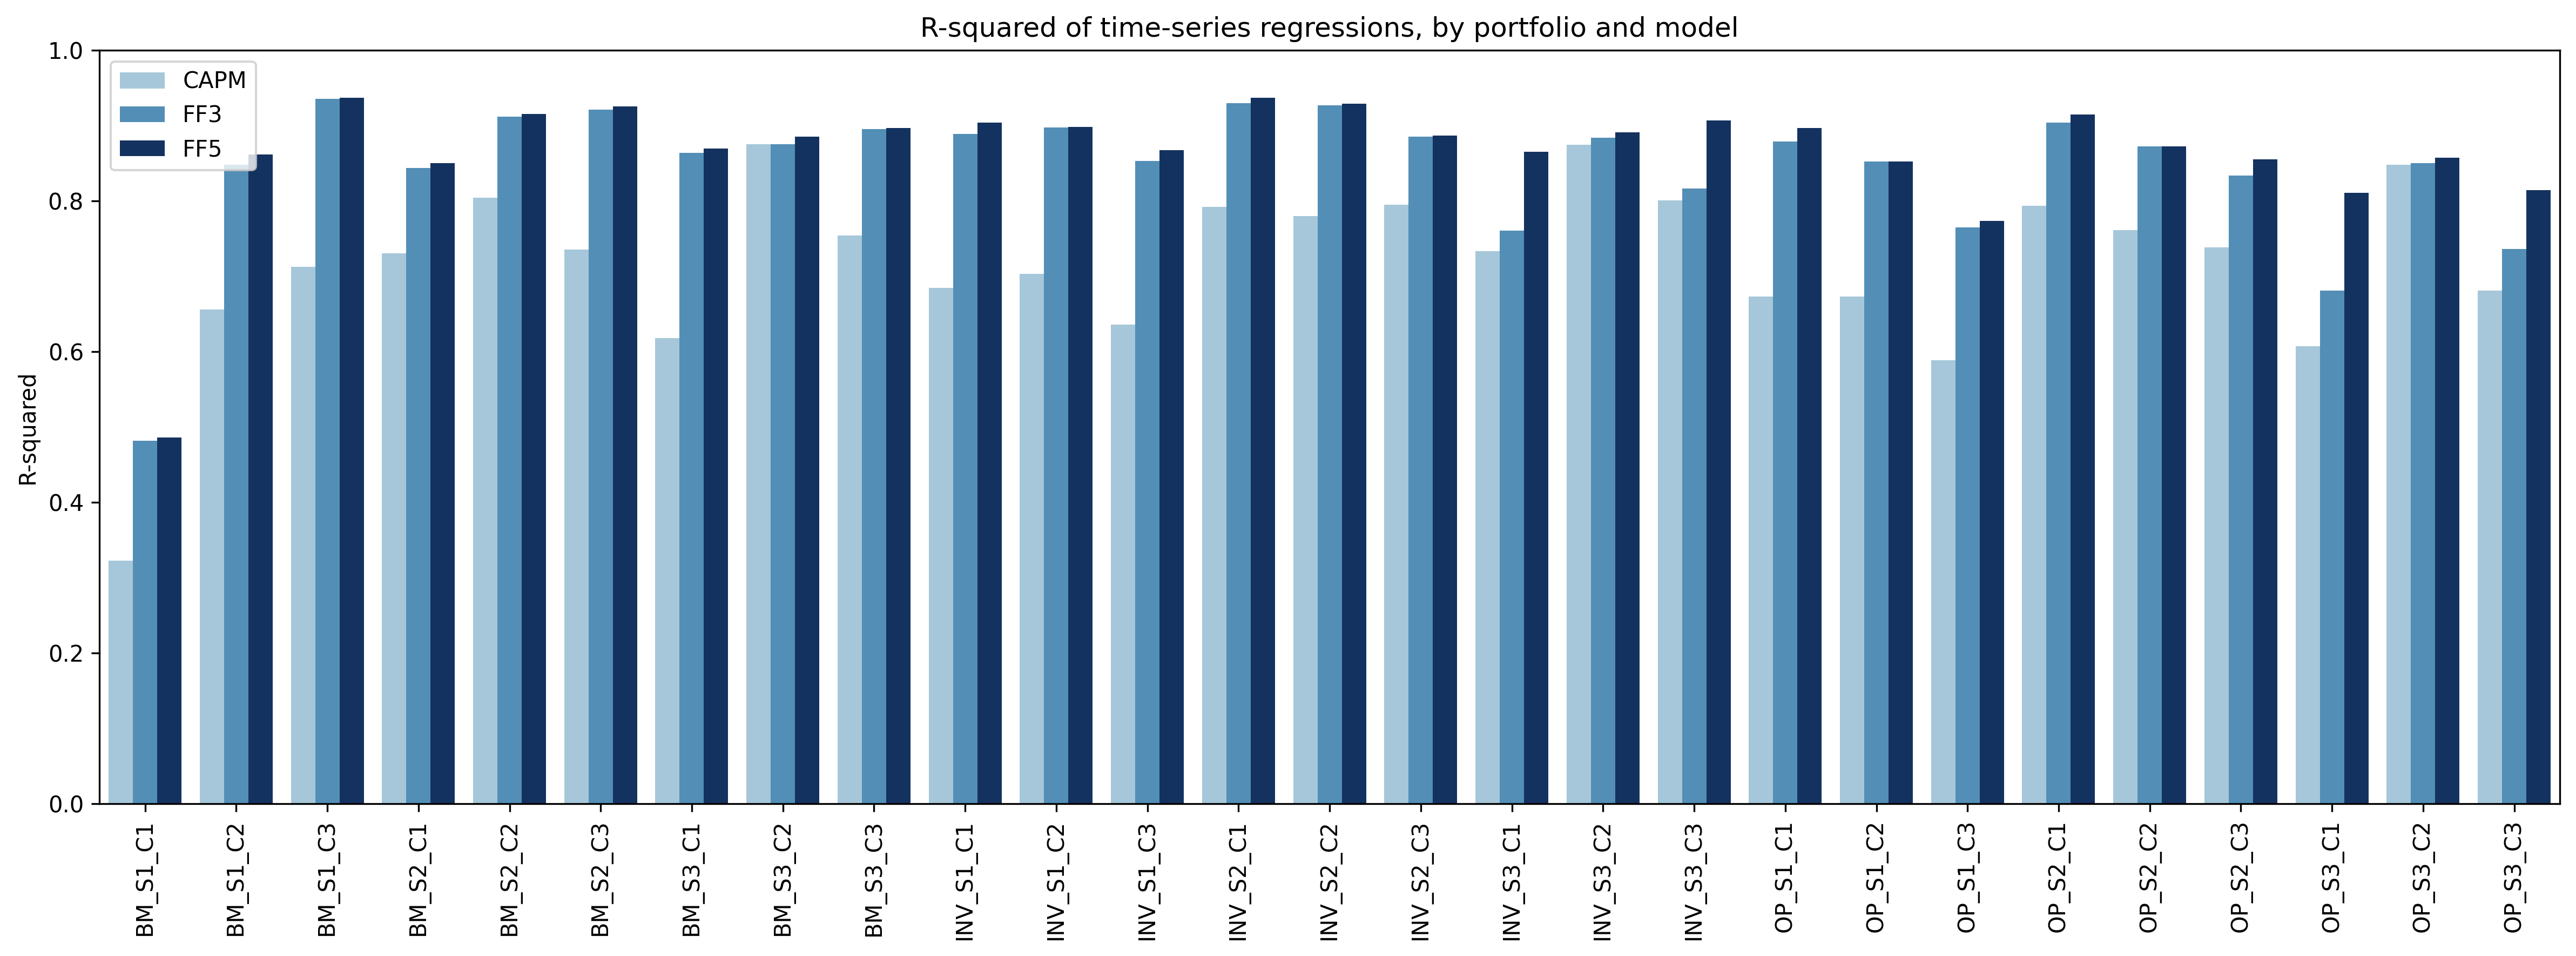 R-squared of time-series regressions, by portfolio and model
CAPM
FF3
FF5
R-squared
1.0
0.8
0.6
0.4
0.2
0.0
BM_S1_C1
BM_S1_C2
BM_S1_C3
BM_S2_C1
BM_S2_C2
BM_S2_C3
BM_S3_C1
BM_S3_C2
BM_S3_C3
INV_S1_C1
INV_S1_C2
INV_S1_C3
INV_S2_C1
INV_S2_C2
INV_S2_C3
INV_S3_C1
INV_S3_C2
INV_S3_C3
OP_S1_C1
OP_S1_C2
OP_S1_C3
OP_S2_C1
OP_S2_C2
OP_S2_C3
OP_S3_C1
OP_S3_C2
OP_S3_C3